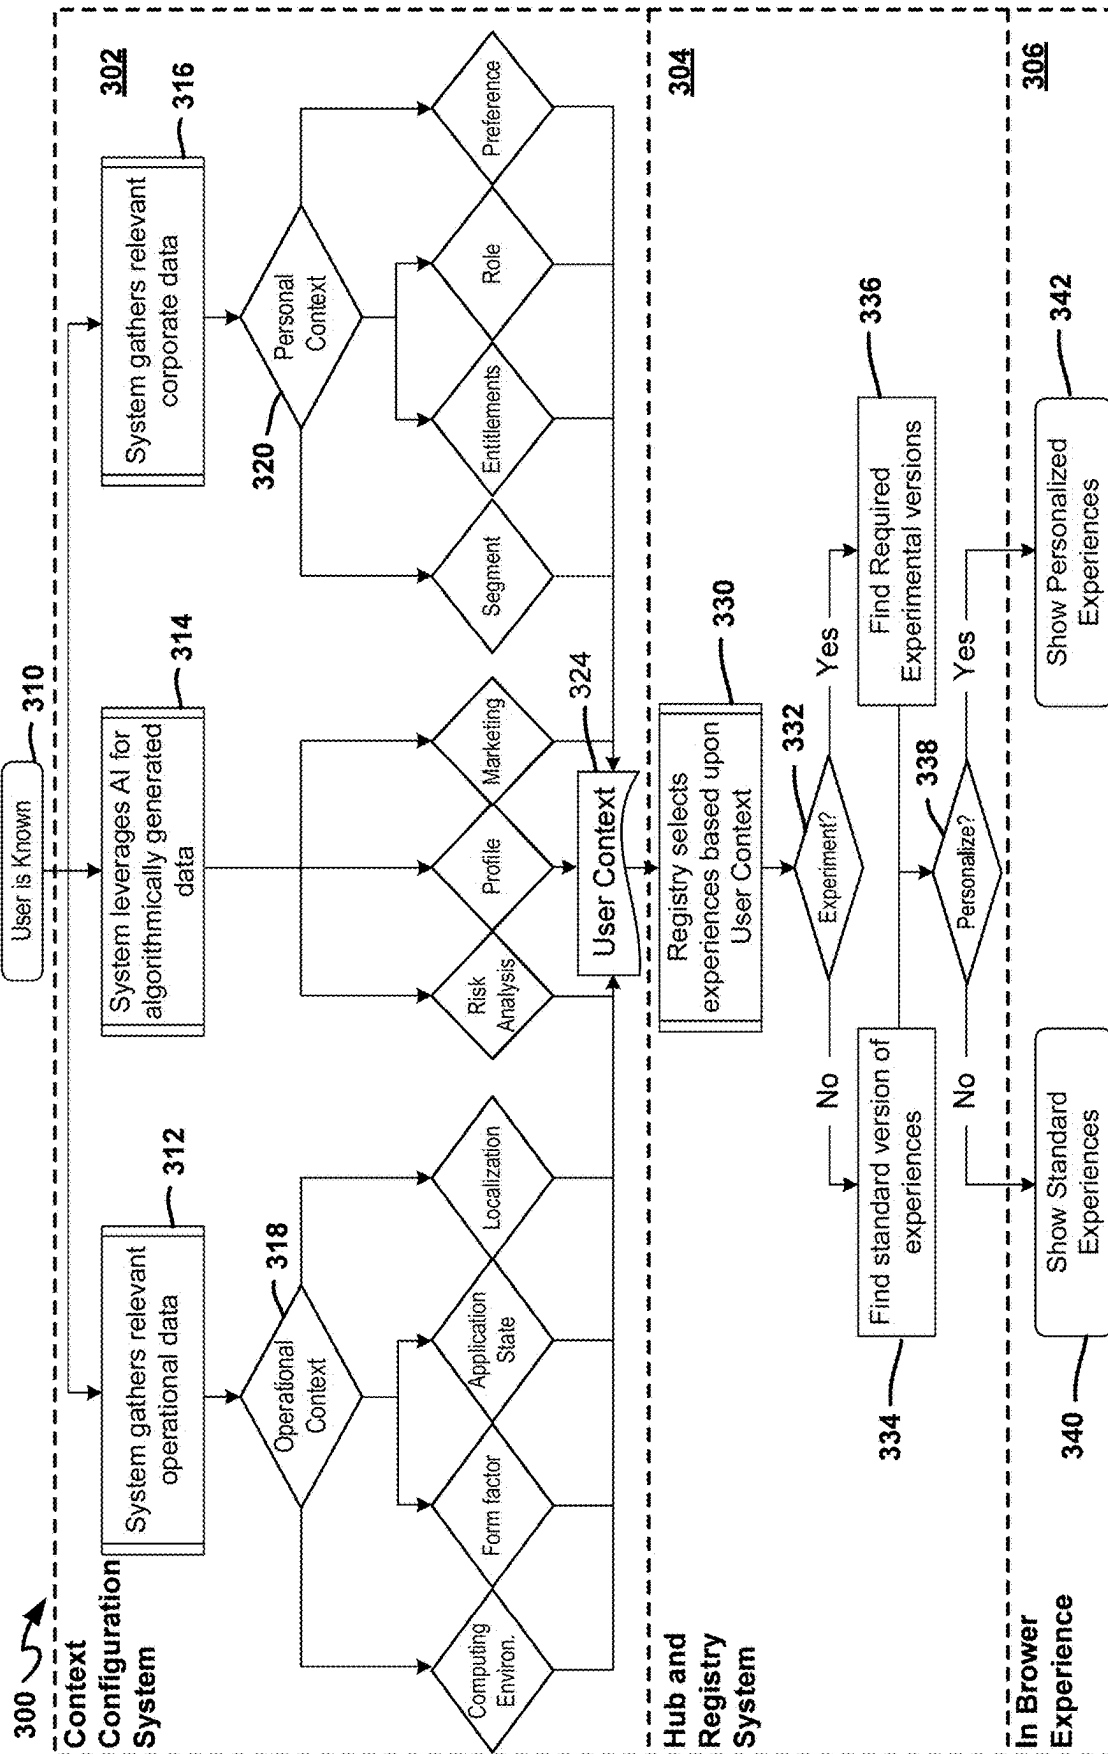 300
User is Known
310
Context
Configuration
System
302
System gathers relevant
operational data
312
System leverages AI for
algorithmically generated
data
314
System gathers relevant
corporate data
316
Operational
Context
318
Personal
Context
320
Computing
Environ.
Form factor
Application
State
Localization
Risk
Analysis
Profile
Marketing
Segment
Entitlements
Role
Preference
User Context
324
Hub and
Registry
System
304
Registry selects
experiences based upon
User Context
330
Experiment?
332
No
Yes
Find standard version of
experiences
334
Find Required
Experimental versions
336
Personalize?
338
No
Yes
In Brower
Experience
306
Show Standard
Experiences
340
Show Personalized
Experiences
342